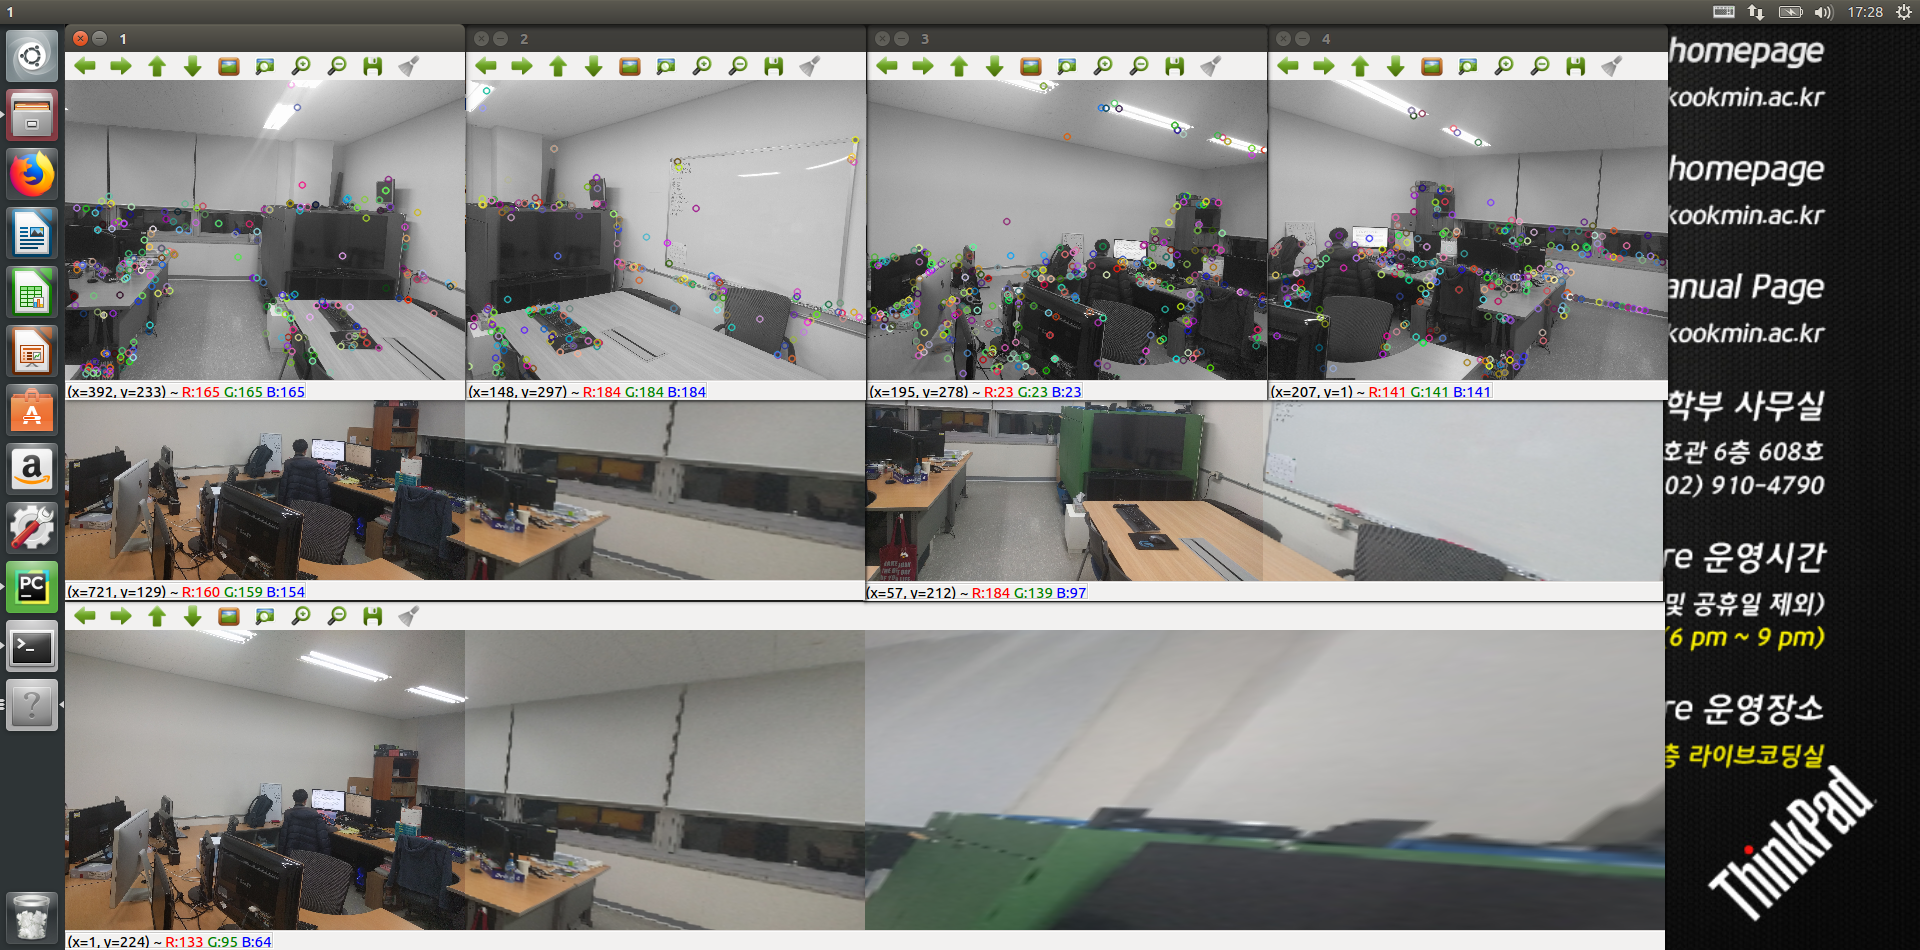 1
17:28
1
2
3
4
(x=392, y=233) ~ R:165 G:165 B:165
(x=148, y=297) ~ R:184 G:184 B:184
(x=195, y=278) ~ R:23 G:23 B:23
(x=207, y=1) ~ R:141 G:141 B:141
(x=721, y=129) ~ R:160 G:159 B:154
(x=57, y=212) ~ R:184 G:139 B:97
(x=1, y=224) ~ R:133 G:95 B:64
homepage
kookmin.ac.kr
homepage
kookmin.ac.kr
anual Page
kookmin.ac.kr
학부 사무실
호관 6층 608호
02) 910-4790
re 운영시간
및 공휴일 제외)
(6 pm ~ 9 pm)
re 운영장소
층 라이브코딩실
ThinkPad
A
a
PC
>_
?